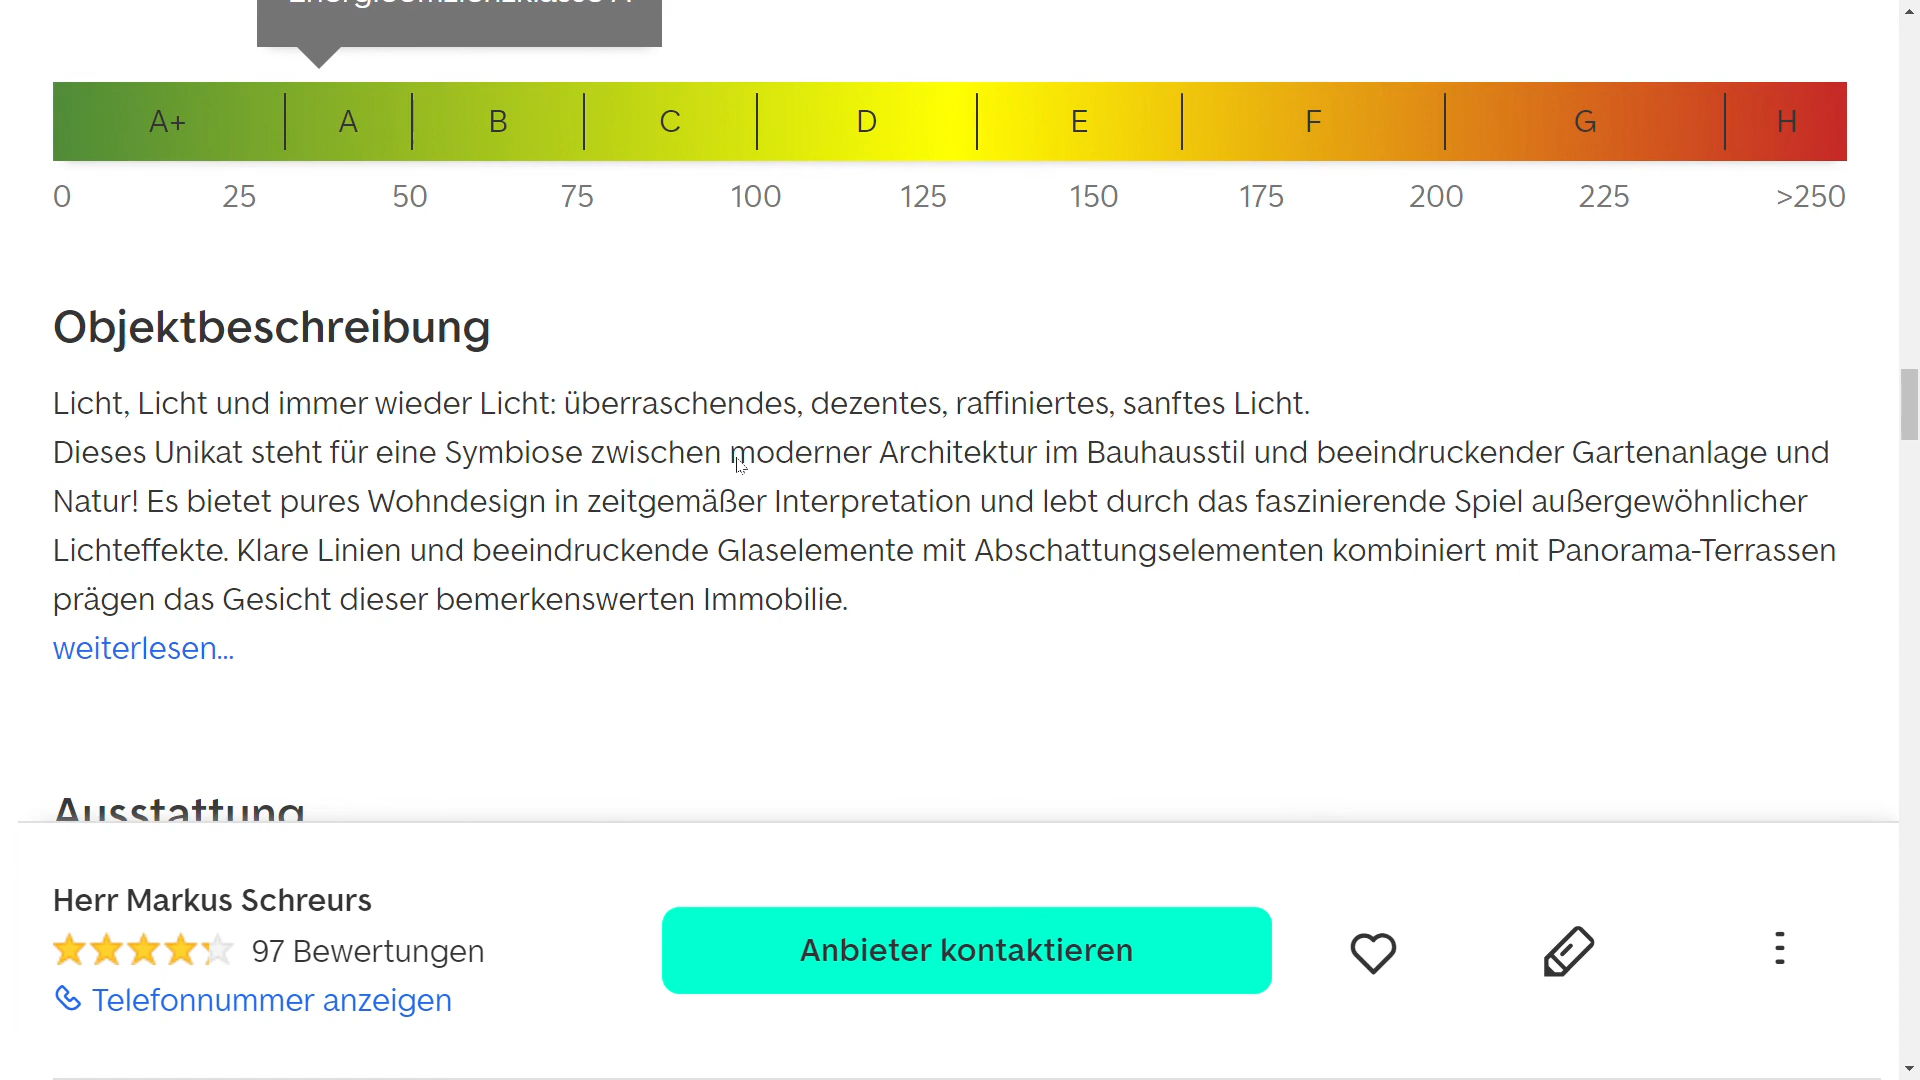 Energieeffizienzklasse A
A+ A B C D E F G H
0 25 50 75 100 125 150 175 200 225 >250
Objektbeschreibung
Licht, Licht und immer wieder Licht: überraschendes, dezentes, raffiniertes, sanftes Licht.
Dieses Unikat steht für eine Symbiose zwischen moderner Architektur im Bauhausstil und beeindruckender Gartenanlage und
Natur! Es bietet pures Wohndesign in zeitgemäßer Interpretation und lebt durch das faszinierende Spiel außergewöhnlicher
Lichteffekte. Klare Linien und beeindruckende Glaselemente mit Abschattungselementen kombiniert mit Panorama-Terrassen
prägen das Gesicht dieser bemerkenswerten Immobilie.
weiterlesen...
Ausstattung
Herr Markus Schreurs
97 Bewertungen
Telefonnummer anzeigen
Anbieter kontaktieren